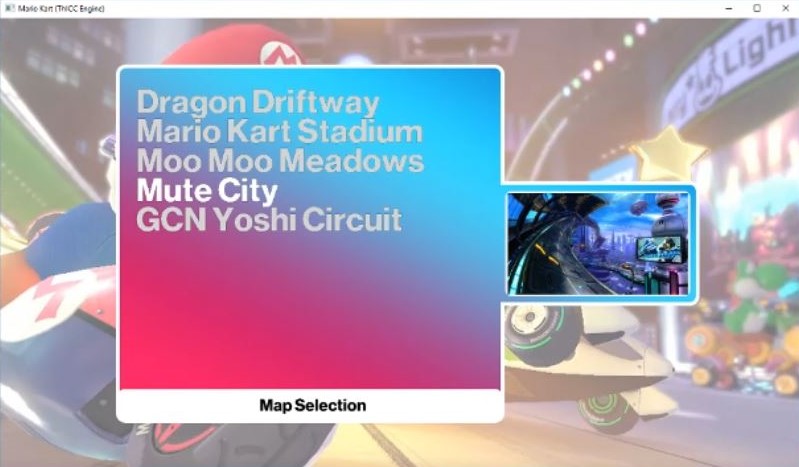 Mario Kart (ThICC Engine)
Dragon Driftway
Mario Kart Stadium
Moo Moo Meadows
Mute City
GCN Yoshi Circuit
Map Selection